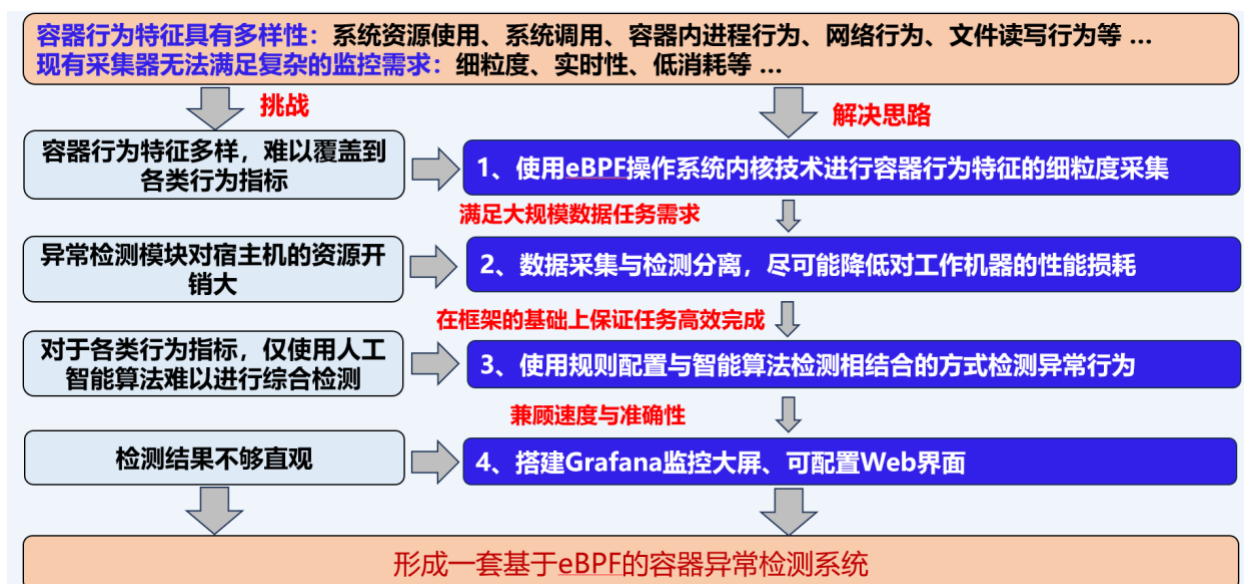 容器行为特征具有多样性：系统资源使用、系统调用、容器内进程行为、网络行为、文件读写行为等 ...
现有采集器无法满足复杂的监控需求：细粒度、实时性、低消耗等 ...
挑战
解决思路
容器行为特征多样，难以覆盖到
各类行为指标
1、使用eBPF操作系统内核技术进行容器行为特征的细粒度采集
满足大规模数据任务需求
异常检测模块对宿主机的资源开
销大
2、数据采集与检测分离，尽可能降低对工作机器的性能损耗
在框架的基础上保证任务高效完成
对于各类行为指标，仅使用人工
智能算法难以进行综合检测
3、使用规则配置与智能算法检测相结合的方式检测异常行为
兼顾速度与准确性
检测结果不够直观
4、搭建Grafana监控大屏、可配置Web界面
形成一套基于eBPF的容器异常检测系统